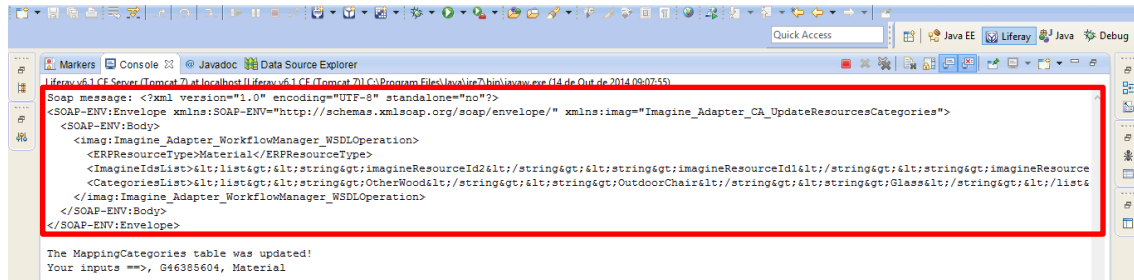 Quick Access
Java EE
Liferay
Java
Debug
Markers
Console
@ Javadoc
Data Source Explorer
Liferay v6.1 CE Server (Tomcat 7) at localhost [Liferay v6.1 CE (Tomcat 7)] C:\Program Files\Java\jre7\bin\javaw.exe (14 de Out de 2014 09:07:55)
Soap message: <?xml version="1.0" encoding="UTF-8" standalone="no"?>
<SOAP-ENV:Envelope xmlns:SOAP-ENV="http://schemas.xmlsoap.org/soap/envelope/" xmlns:imag="Imagine_Adapter_CA_UpdateResourcesCategories">
<SOAP-ENV:Body>
<imag:Imagine_Adapter_WorkflowManager_WSDLOperation>
<ERPResourceType>Material</ERPResourceType>
<ImagineIdsList>&lt;list&gt;&lt;string&gt;imagineResourceId2&lt;/string&gt;&lt;string&gt;imagineResourceId1&lt;/string&gt;&lt;string&gt;imagineResource
<CategoriesList>&lt;list&gt;&lt;string&gt;OtherWood&lt;/string&gt;&lt;string&gt;OutdoorChair&lt;/string&gt;&lt;string&gt;Glass&lt;/string&gt;&lt;/list&
</imag:Imagine_Adapter_WorkflowManager_WSDLOperation>
</SOAP-ENV:Body>
</SOAP-ENV:Envelope>
The MappingCategories table was updated!
Your inputs ==>, G46385604, Material